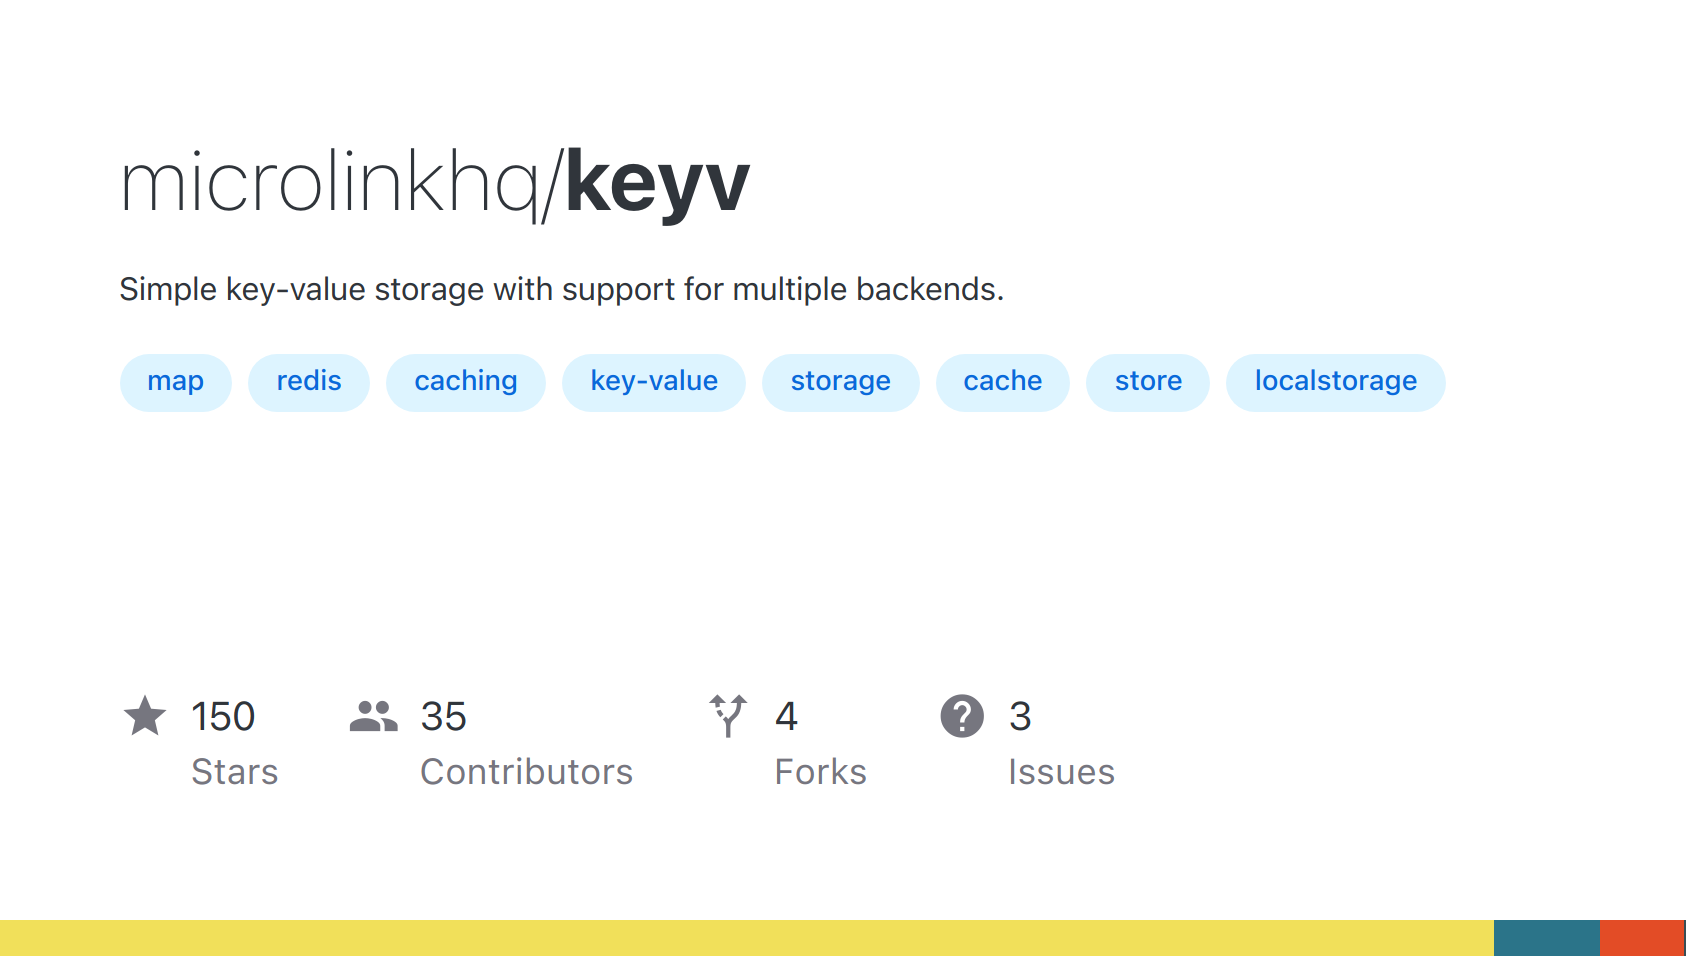 microlinkhq/keyv
Simple key-value storage with support for multiple backends.
map redis caching key-value storage cache store localstorage
150 35 4 3
Stars Contributors Forks Issues